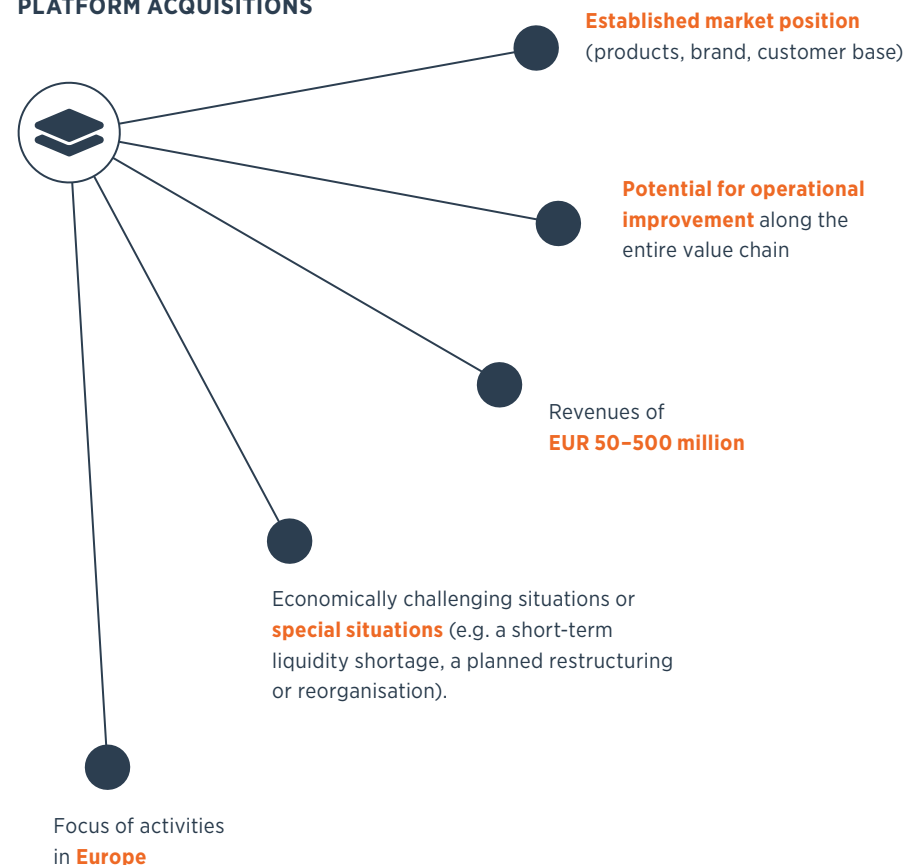 PLATFORM ACQUISITIONS
Established market position
(products, brand, customer base)
Potential for operational
improvement along the
entire value chain
Revenues of
EUR 50–500 million
Economically challenging situations or
special situations (e.g. a short-term
liquidity shortage, a planned restructuring
or reorganisation).
Focus of activities
in Europe